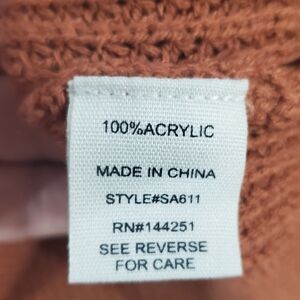 100%ACRYLIC
MADE IN CHINA
STYLE#SA611
RN#144251
SEE REVERSE
FOR CARE